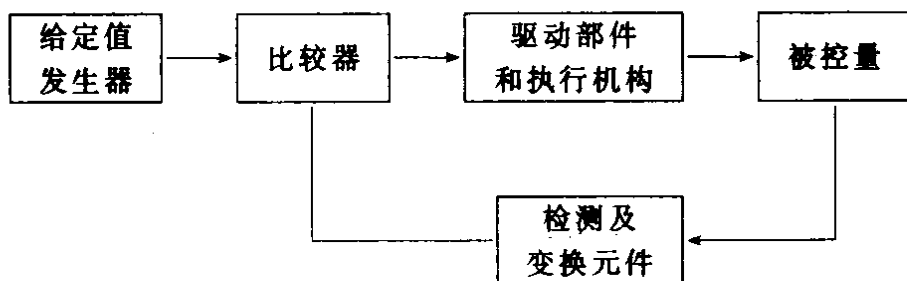 给定值
发生器
比较器
驱动部件
和执行机构
被控量
检测及
变换元件